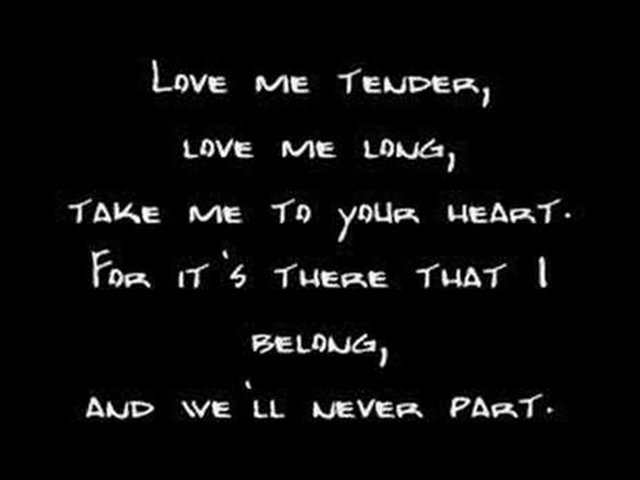 Love me tender,
love me long,
take me to your heart.
For it's there that I
belong,
and we'll never part.